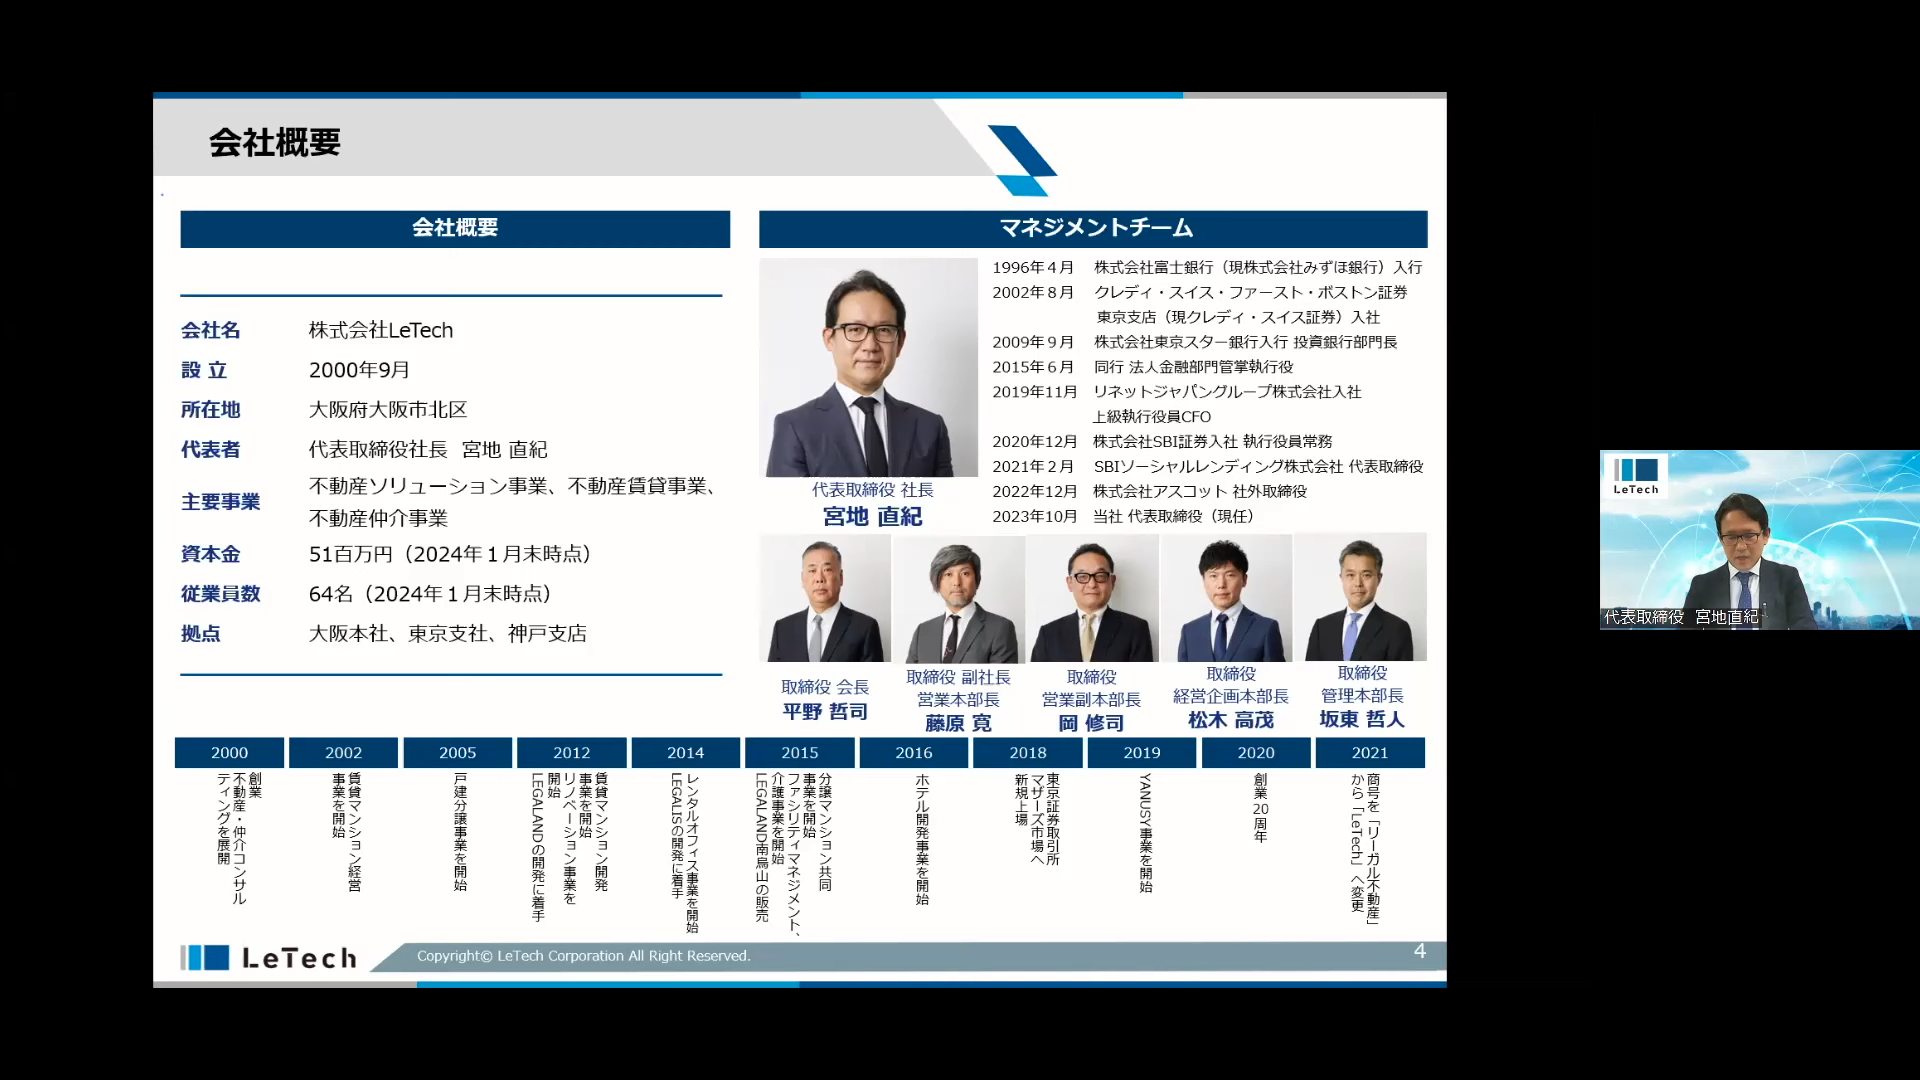 会社概要
会社概要
会社名 株式会社LeTech
設 立 2000年9月
所在地 大阪府大阪市北区
代表者 代表取締役社長 宮地 直紀
主要事業 不動産ソリューション事業、不動産賃貸事業、
不動産仲介事業
資本金 51百万円（2024年１月末時点）
従業員数 64名（2024年１月末時点）
拠点 大阪本社、東京支社、神戸支店
マネジメントチーム
1996年４月 株式会社富士銀行（現株式会社みずほ銀行）入行
2002年８月 クレディ・スイス・ファースト・ボストン証券
東京支店（現クレディ・スイス証券）入社
2009年９月 株式会社東京スター銀行入行 投資銀行部門長
2015年６月 同行 法人金融部門管掌執行役
2019年11月 リネットジャパングループ株式会社入社
上級執行役員CFO
2020年12月 株式会社SBI証券入社 執行役員常務
2021年２月 SBIソーシャルレンディング株式会社 代表取締役
2022年12月 株式会社アスコット 社外取締役
2023年10月 当社 代表取締役（現任）
代表取締役 社長
宮地 直紀
取締役 会長
平野 哲司
取締役 副社長
営業本部長
藤原 寛
取締役
営業副本部長
岡 修司
取締役
経営企画本部長
松木 高茂
取締役
管理本部長
坂東 哲人
2000
創業
不動産・仲介コンサル
ティングを展開
2002
賃貸マンション経営
事業を開始
2005
戸建分譲事業を開始
2012
賃貸マンション開発
事業を開始
リノベーション事業を
開始
LEGALANDの開発に着手
2014
レンタルオフィス事業を開始
LEGALISの開発に着手
2015
分譲マンション共同
事業を開始
ファシリティマネジメント、
介護事業を開始
LEGALAND南烏山の販売
2016
ホテル開発事業を開始
2018
東京証券取引所
マザーズ市場へ
新規上場
2019
YANUSY事業を開始
2020
創業20周年
2021
商号を「リーガル不動産」
から「LeTech」へ変更
LeTech
Copyright© LeTech Corporation All Right Reserved.
4
LeTech
代表取締役 宮地直紀